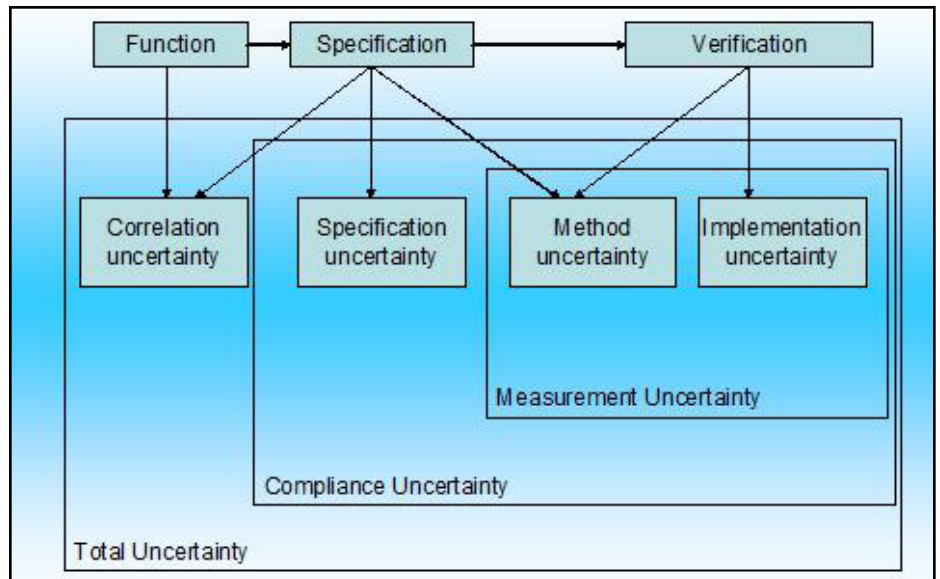 Function
Specification
Verification
Correlation
uncertainty
Specification
uncertainty
Method
uncertainty
Implementation
uncertainty
Measurement Uncertainty
Compliance Uncertainty
Total Uncertainty